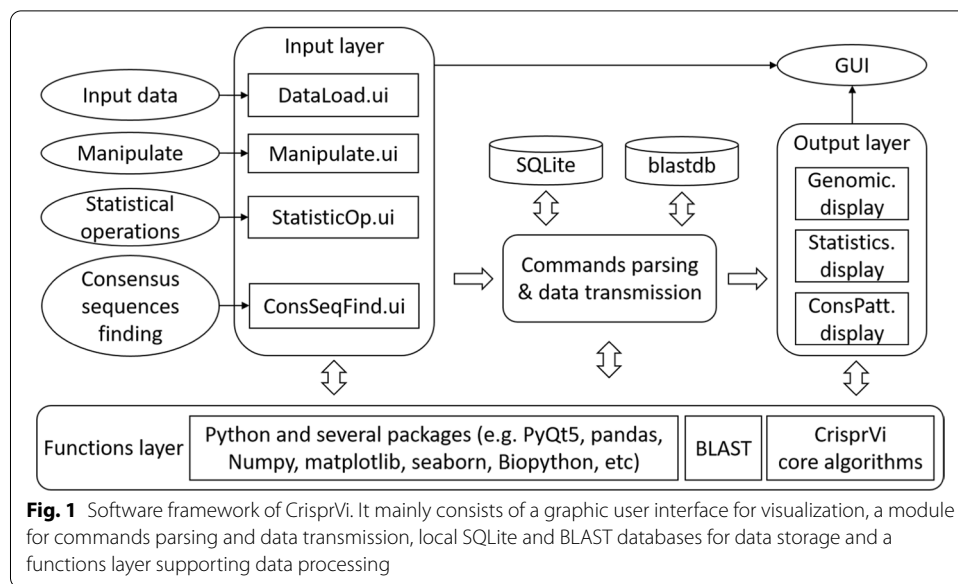 Input layer
GUI
Input data
DataLoad.ui
Manipulate
Manipulate.ui
Statistical
operations
StatisticOp.ui
Consensus
sequences
finding
ConsSeqFind.ui
SQLite
blastdb
Commands parsing
& data transmission
Output layer
Genomic.
display
Statistics.
display
ConsPatt.
display
Functions layer
Python and several packages (e.g. PyQt5, pandas,
Numpy, matplotlib, seaborn, Biopython, etc)
BLAST
CrisprVi
core algorithms
Fig. 1 Software framework of CrisprVi. It mainly consists of a graphic user interface for visualization, a module
for commands parsing and data transmission, local SQLite and BLAST databases for data storage and a
functions layer supporting data processing